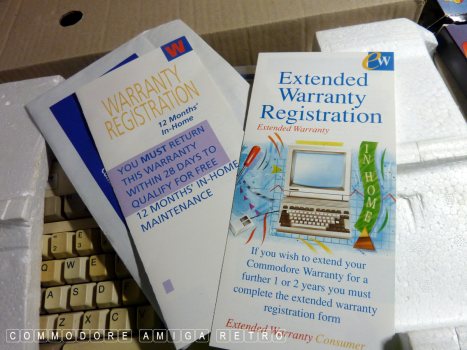 W
WARRANTY
REGISTRATION
12 Months'
In-Home
YOU MUST RETURN
THIS WARRANTY
WITHIN 28 DAYS TO
QUALIFY FOR FREE
12 MONTHS' IN-HOME
MAINTENANCE
eW
Extended
Warranty
Registration
Extended Warranty
IN HOME
If you wish to extend your
Commodore Warranty for a
further 1 or 2 years you must
complete the extended warranty
registration form
Extended Warranty Consumer
Q W E
A S D
Z X C
COMMODORE AMIGA RETRO